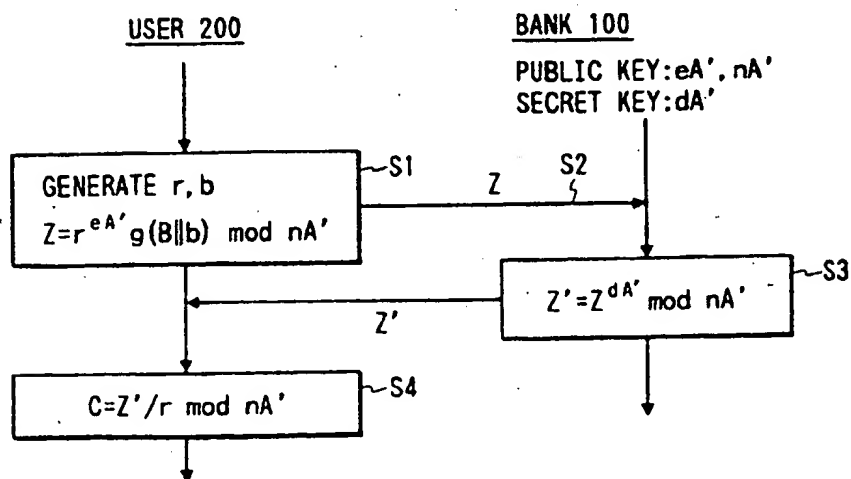 USER 200
BANK 100
PUBLIC KEY:eA', nA'
SECRET KEY:dA'
S1
GENERATE r, b
Z=r^eA' g(B||b) mod nA'
Z
S2
S3
Z'=Z^dA' mod nA'
Z'
S4
C=Z'/r mod nA'